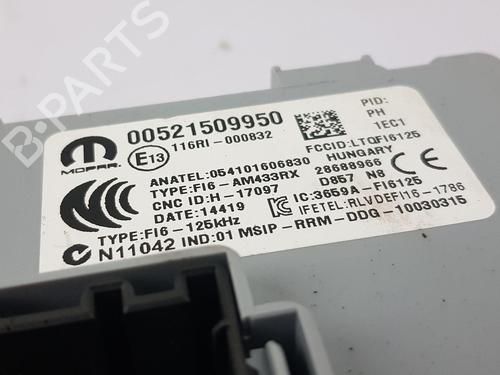 B-PARTS
MOPAR
00521509950
E13
116RI-000832
PID:
PH
1EC1
ANATEL:054101606830
FCCID:LTQFI6125
TYPE:FI6-AM433RX
HUNGARY
CNC ID:H-17097
28688966
DATE:14419
D857 N8
TYPE:FI6-125kHz
IC:3659A-FI6125
IFETEL:RLVDEFI16-1786
N11042 IND:01 MSIP-RRM-DDG-10030315